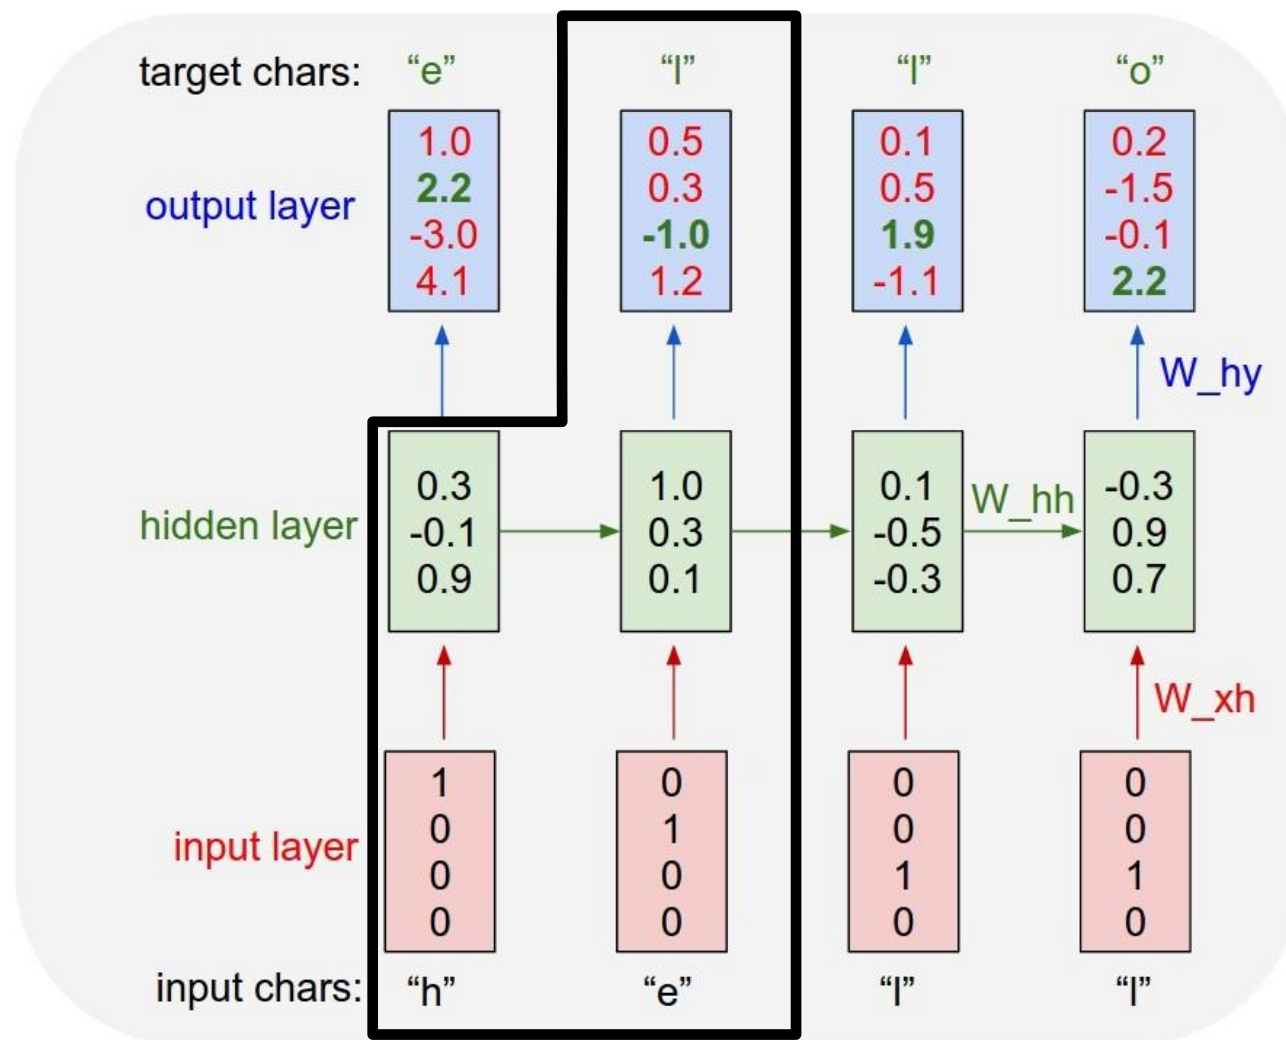 target chars: “e” “l” “l” “o”
1.0 0.5 0.1 0.2
2.2 0.3 0.5 -1.5
output layer
-3.0 -1.0 1.9 -0.1
4.1 1.2 -1.1 2.2
W_hy
0.3 1.0 0.1 -0.3
W_hh
hidden layer -0.1 0.3 -0.5 0.9
0.9 0.1 -0.3 0.7
W_xh
1 0 0 0
0 1 0 0
input layer
0 0 1 1
0 0 0 0
input chars: “h” “e” “l” “l”